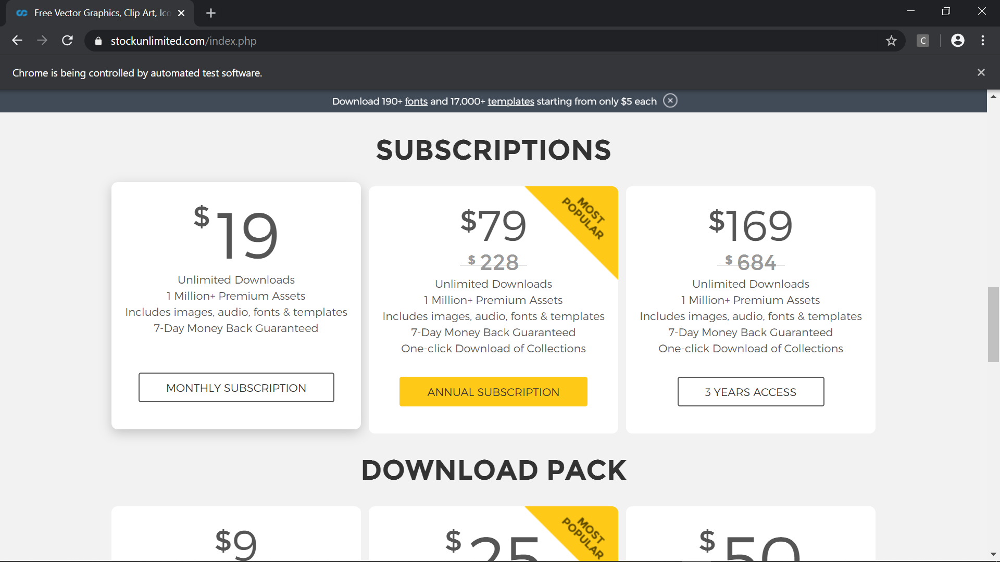 Free Vector Graphics, Clip Art, Ico
stockunlimited.com/index.php
C
Chrome is being controlled by automated test software.
Download 190+ fonts and 17,000+ templates starting from only $5 each
SUBSCRIPTIONS
$19
Unlimited Downloads
1 Million+ Premium Assets
Includes images, audio, fonts & templates
7-Day Money Back Guaranteed
MONTHLY SUBSCRIPTION
MOST
POPULAR
$79
$228
Unlimited Downloads
1 Million+ Premium Assets
Includes images, audio, fonts & templates
7-Day Money Back Guaranteed
One-click Download of Collections
ANNUAL SUBSCRIPTION
$169
$684
Unlimited Downloads
1 Million+ Premium Assets
Includes images, audio, fonts & templates
7-Day Money Back Guaranteed
One-click Download of Collections
3 YEARS ACCESS
DOWNLOAD PACK
$9
MOST
POPULAR
$25
$50